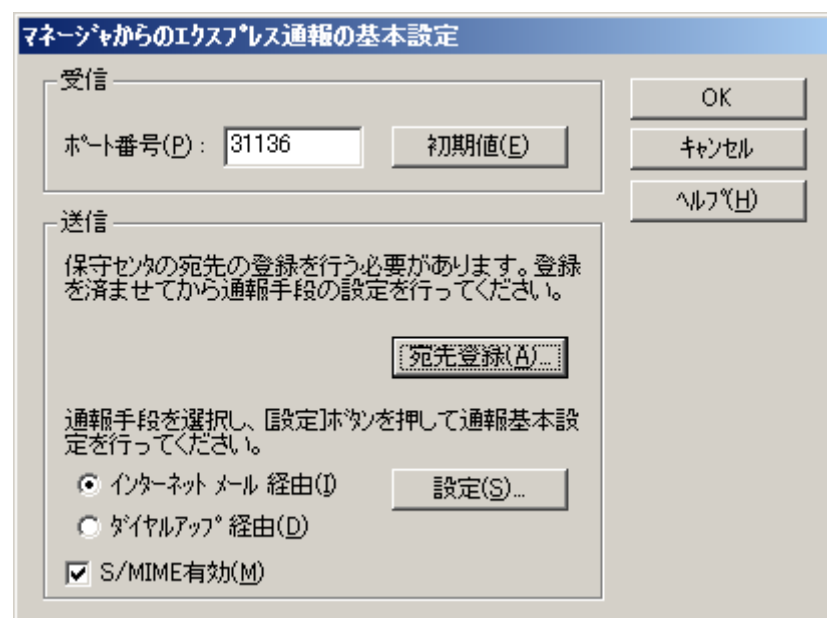 ﾏﾈｰｼﾞｬからのｴｸｽﾌﾟﾚｽ通報の基本設定
受信
ﾎﾟｰﾄ番号(P)：
31136
初期値(E)
OK
ｷｬﾝｾﾙ
ﾍﾙﾌﾟ(H)
送信
保守ｾﾝﾀの宛先の登録を行う必要があります。登録
を済ませてから通報手段の設定を行ってください。
宛先登録(A)...
通報手段を選択し、[設定]ﾎﾞﾀﾝを押して通報基本設
定を行ってください。
ｲﾝﾀｰﾈｯﾄ ﾒｰﾙ 経由(I)
設定(S)...
ﾀﾞｲﾔﾙｱｯﾌﾟ 経由(D)
S/MIME有効(M)